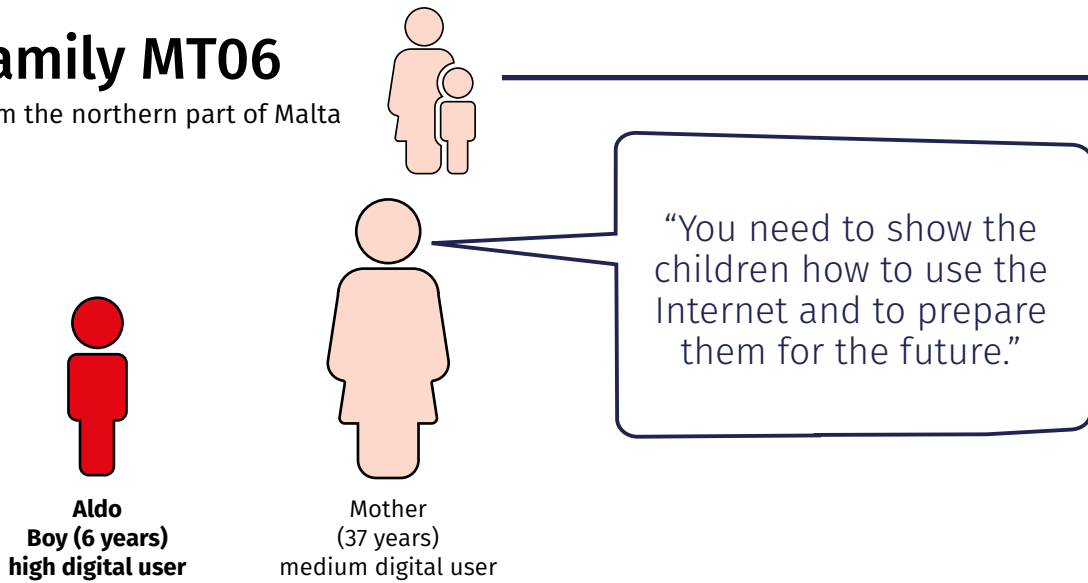 amily MT06
m the northern part of Malta
“You need to show the
children how to use the
Internet and to prepare
them for the future.”
Aldo
Boy (6 years)
high digital user
Mother
(37 years)
medium digital user